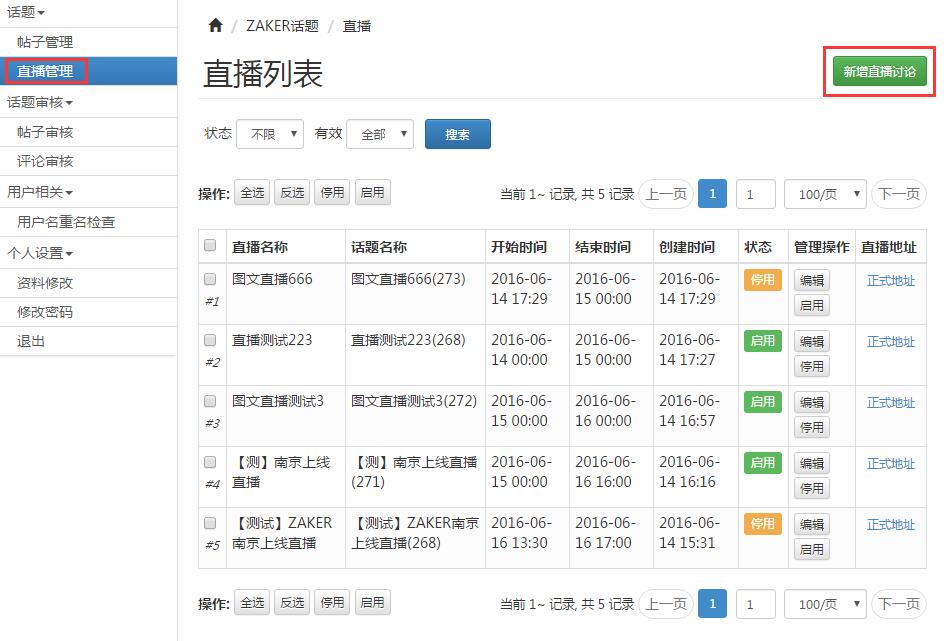 话题
帖子管理
直播管理
话题审核
帖子审核
评论审核
用户相关
用户名重名检查
个人设置
资料修改
修改密码
退出
/ ZAKER话题 / 直播
直播列表
新增直播讨论
状态 不限 有效 全部 搜索
操作: 全选 反选 停用 启用 当前 1~ 记录, 共 5 记录 上一页 1 1 100/页 下一页
直播名称 话题名称 开始时间 结束时间 创建时间 状态 管理操作 直播地址
图文直播666 图文直播666(273) 2016-06- 2016-06- 2016-06- 停用 编辑 正式地址
#1 14 17:29 15 00:00 14 17:29 启用
直播测试223 直播测试223(268) 2016-06- 2016-06- 2016-06- 启用 编辑 正式地址
#2 14 00:00 15 00:00 14 17:27 停用
图文直播测试3 图文直播测试3(272) 2016-06- 2016-06- 2016-06- 启用 编辑 正式地址
#3 15 00:00 16 00:00 14 16:57 停用
【测】南京上线 【测】南京上线直播 2016-06- 2016-06- 2016-06- 启用 编辑 正式地址
#4 直播 (271) 15 00:00 16 16:00 14 16:16 停用
【测试】ZAKER 【测试】ZAKER南京 2016-06- 2016-06- 2016-06- 停用 编辑 正式地址
#5 南京上线直播 上线直播(268) 16 13:30 16 17:00 14 15:31 启用
操作: 全选 反选 停用 启用 当前 1~ 记录, 共 5 记录 上一页 1 1 100/页 下一页